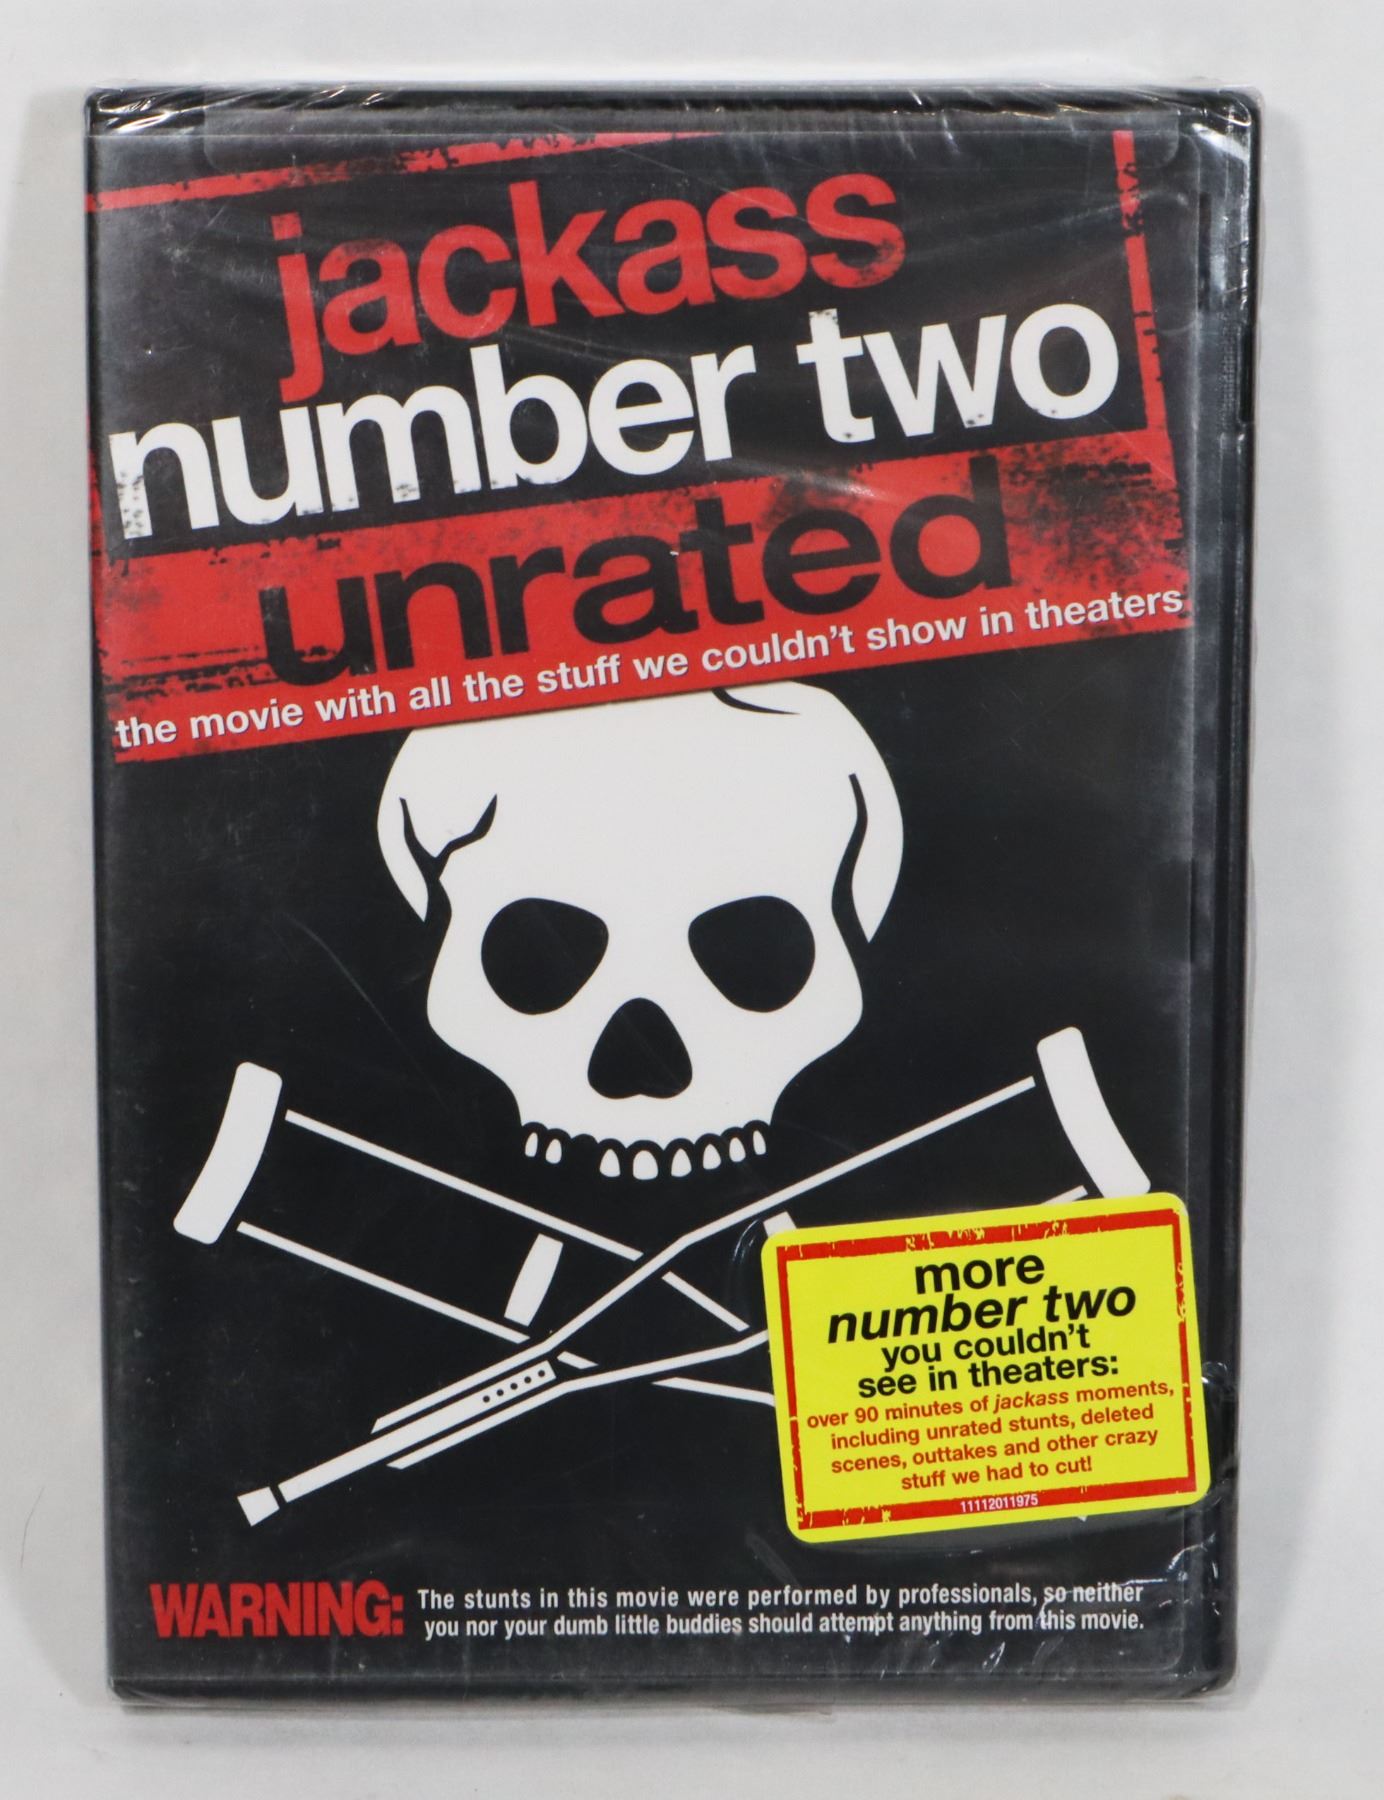 jackass
number two
unrated
the movie with all the stuff we couldn't show in theaters
more
number two
you couldn't
see in theaters:
over 90 minutes of jackass moments,
including unrated stunts, deleted
scenes, outtakes and other crazy
stuff we had to cut!
11112011975
WARNING: The stunts in this movie were performed by professionals, so neither
you nor your dumb little buddies should attempt anything from this movie.